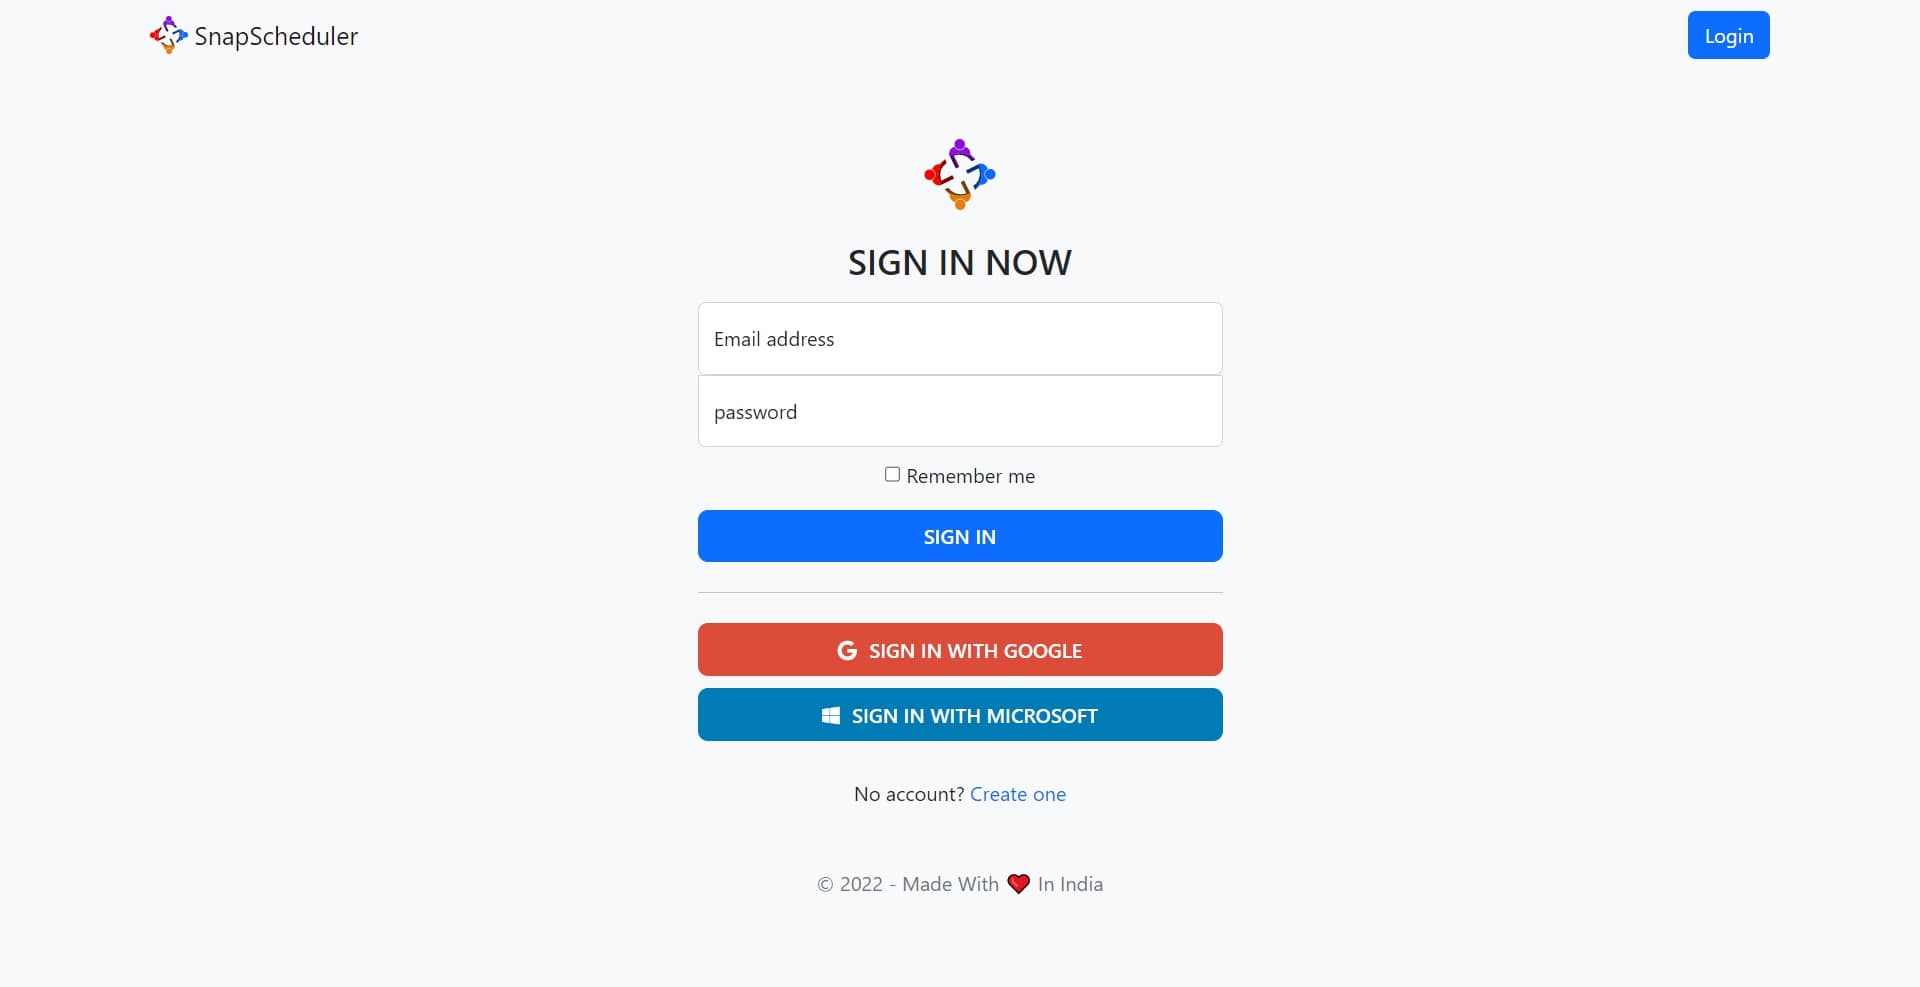 SnapScheduler
Login
SIGN IN NOW
Email address
password
Remember me
SIGN IN
SIGN IN WITH GOOGLE
SIGN IN WITH MICROSOFT
No account? Create one
© 2022 - Made With ❤️ In India